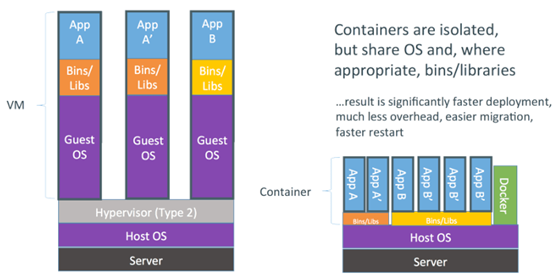 App
A
App
A'
App
B
Bins/
Libs
Bins/
Libs
Bins/
Libs
VM
Guest
OS
Guest
OS
Guest
OS
Hypervisor (Type 2)
Host OS
Server
Containers are isolated,
but share OS and, where
appropriate, bins/libraries
...result is significantly faster deployment,
much less overhead, easier migration,
faster restart
Container
App A
App A'
App B
App B'
App B'
App B'
Docker
Bins/Libs
Bins/Libs
Host OS
Server